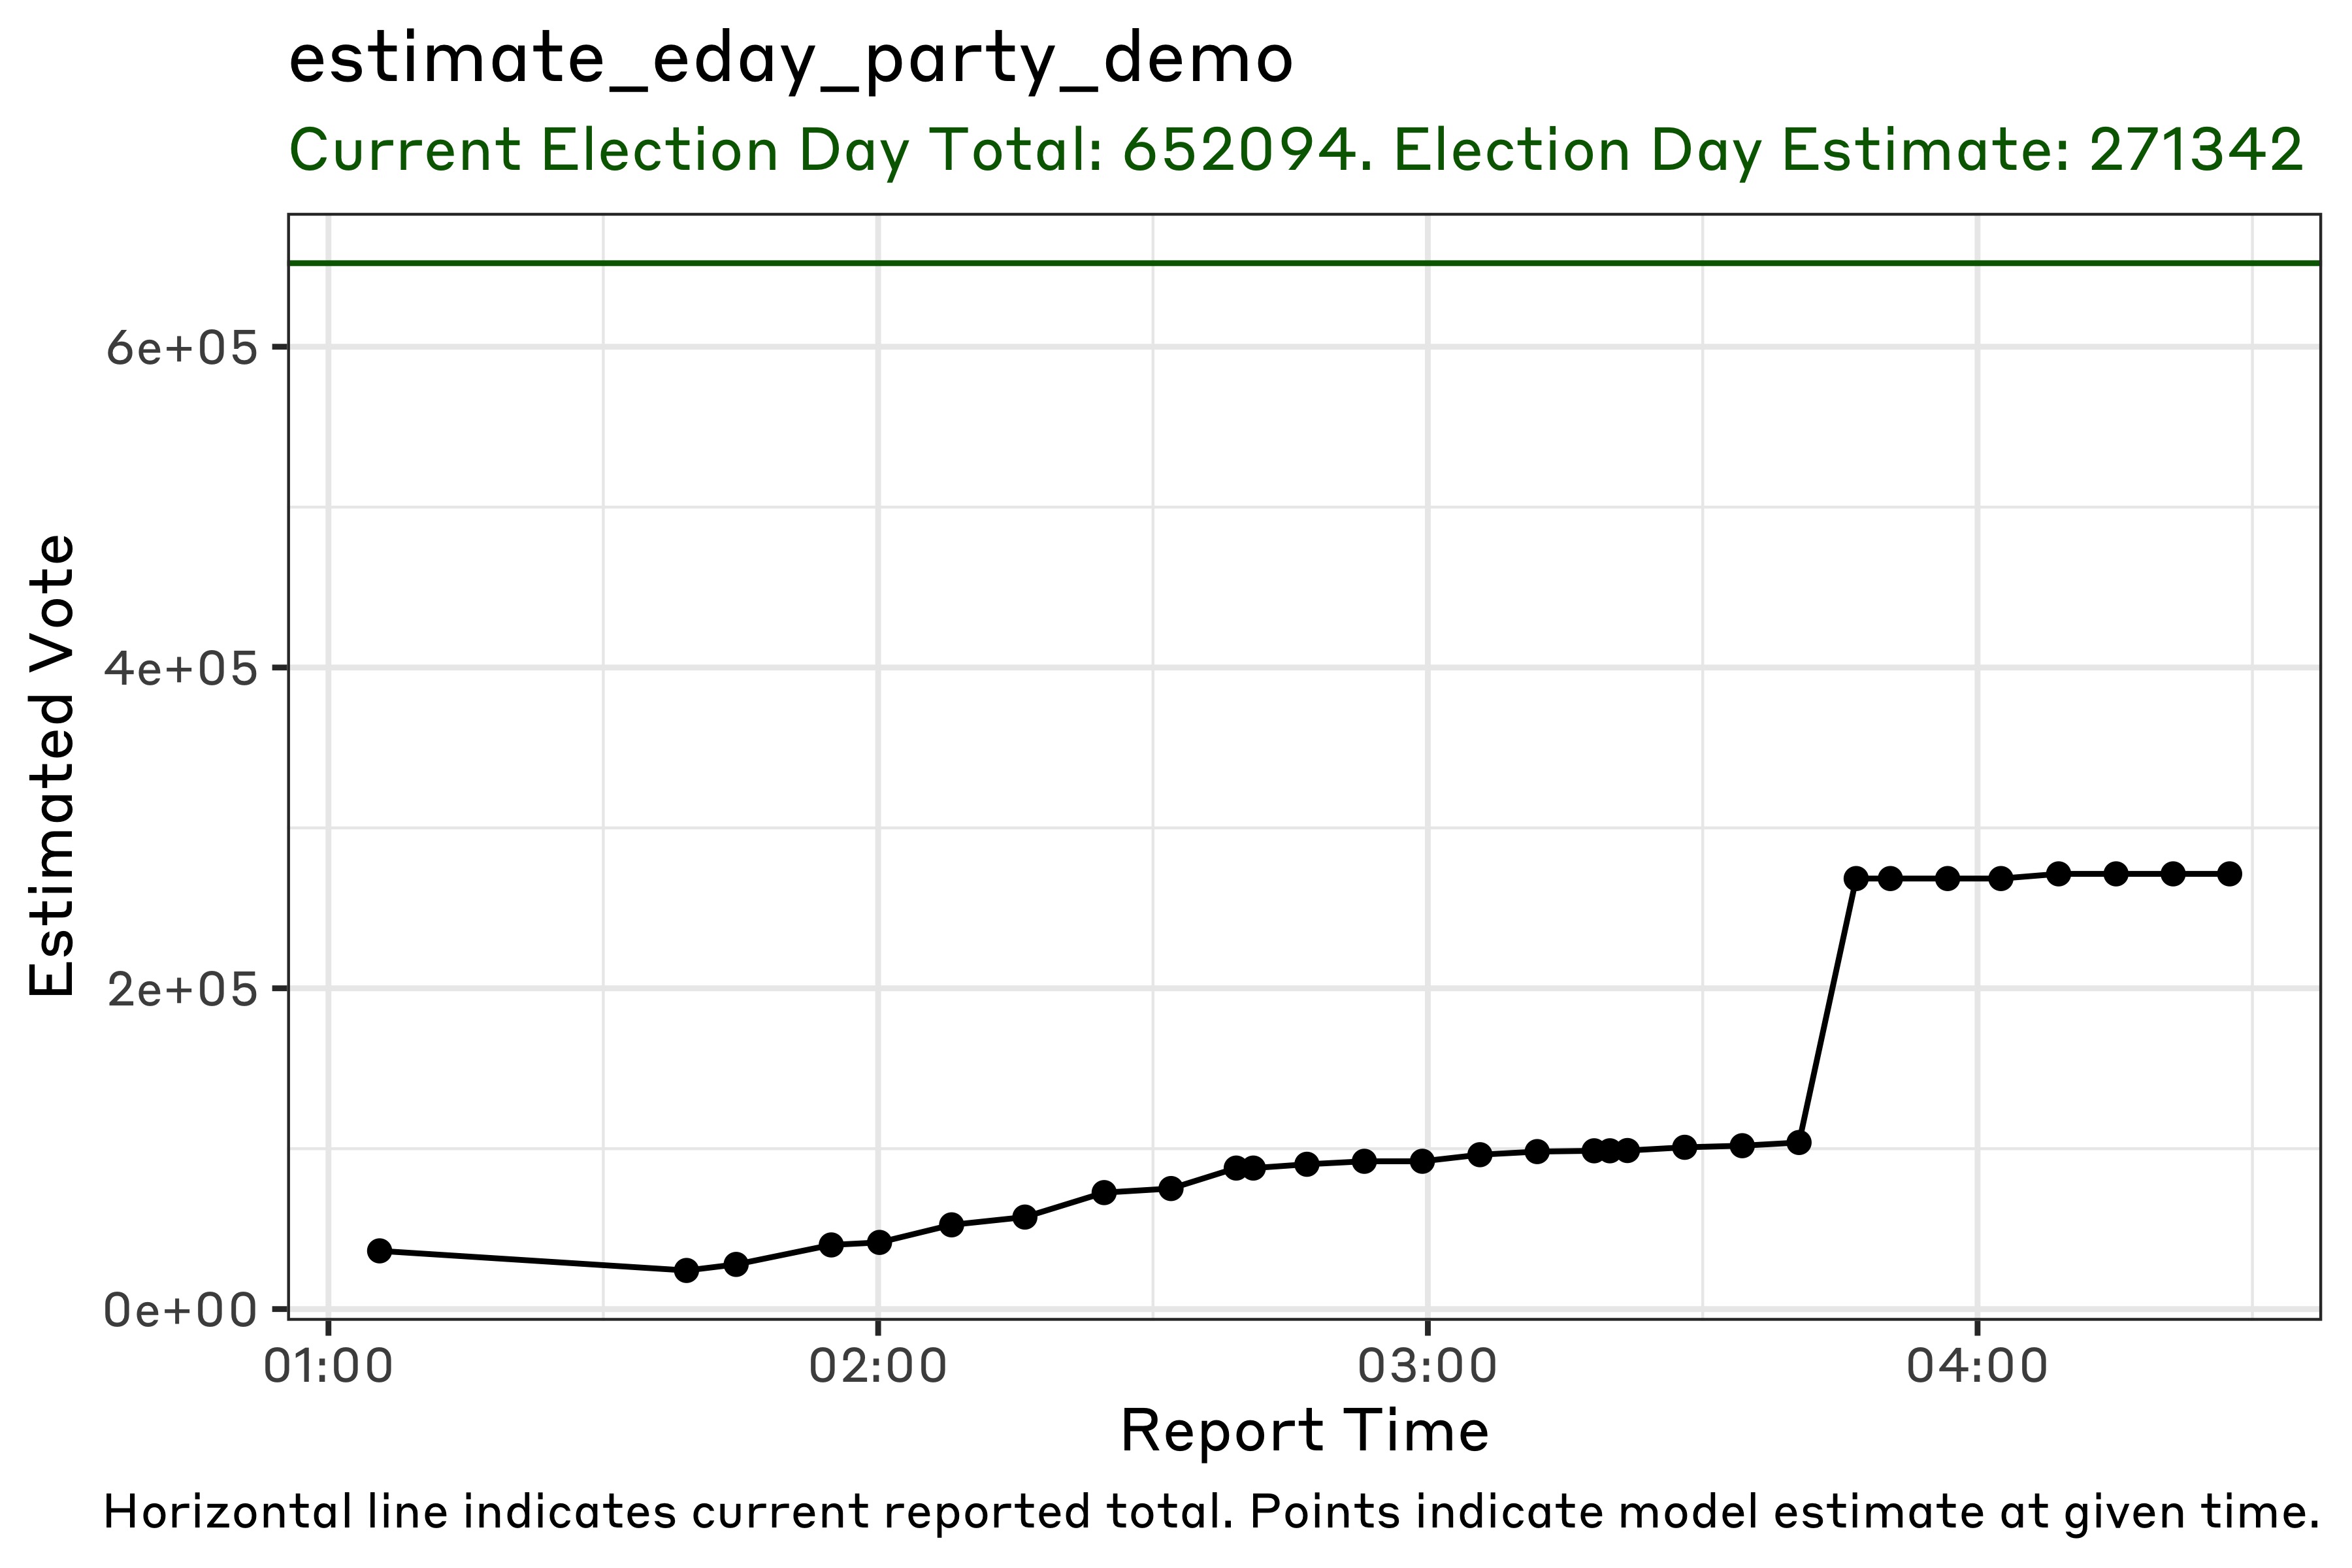 estimate_eday_party_demo
Current Election Day Total: 652094. Election Day Estimate: 271342
Estimated Vote
6e+05
4e+05
2e+05
0e+00
01:00
02:00
03:00
04:00
Report Time
Horizontal line indicates current reported total. Points indicate model estimate at given time.